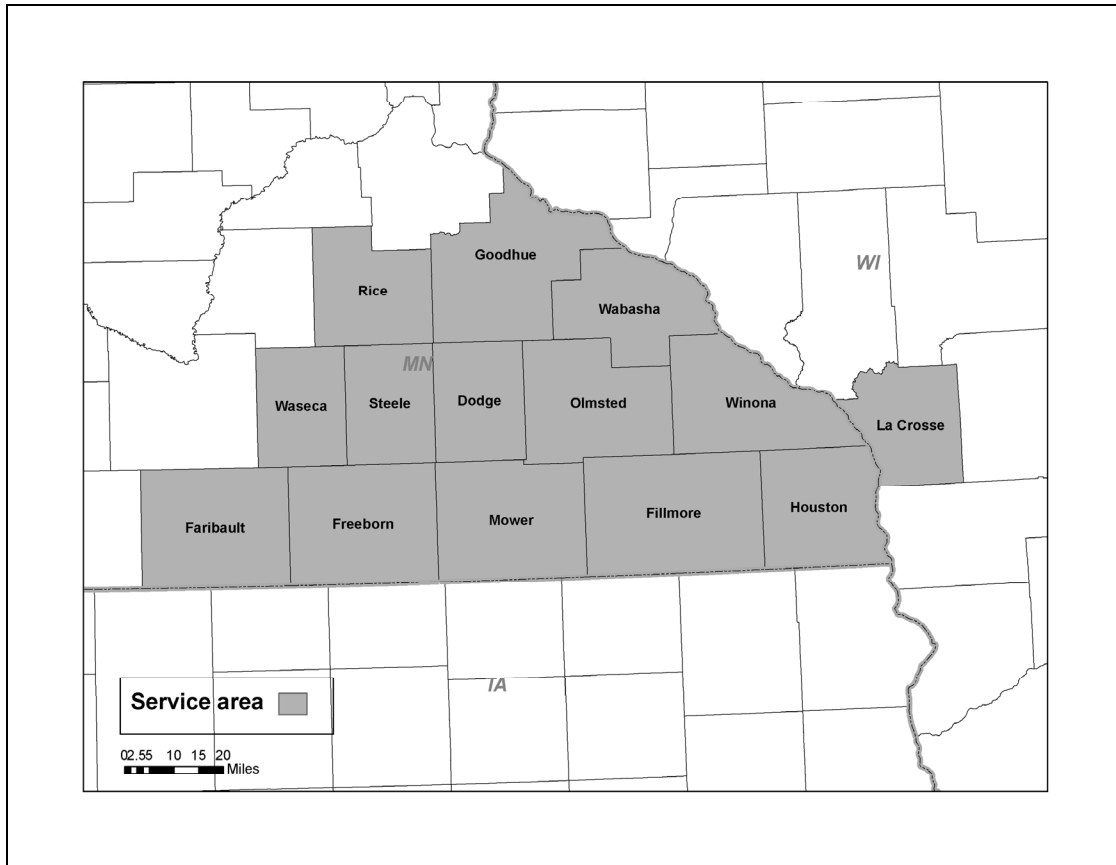 Goodhue
WI
Rice
Wabasha
MN
Waseca
Steele
Dodge
Olmsted
Winona
La Crosse
Faribault
Freeborn
Mower
Fillmore
Houston
IA
Service area
02.55 10 15 20
Miles